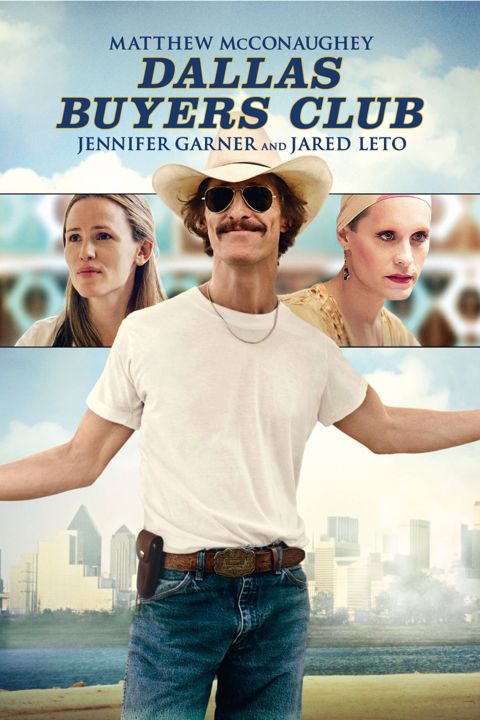 MATTHEW McCONAUGHEY
DALLAS
BUYERS CLUB
JENNIFER GARNER AND JARED LETO